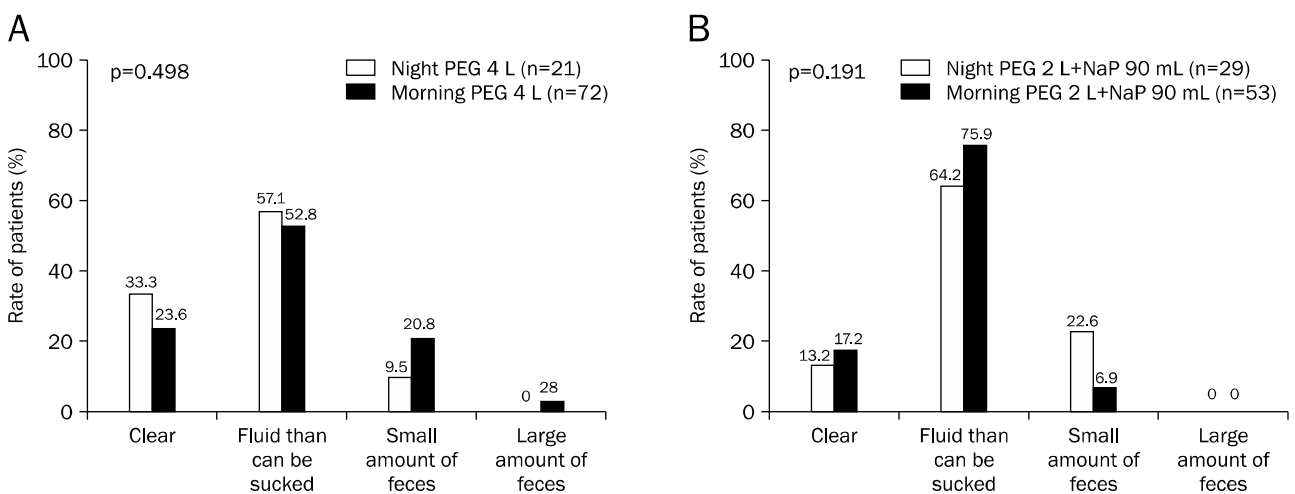 A
100
80
60
40
20
0
Rate of patients (%)
p=0.498
Night PEG 4 L (n=21)
Morning PEG 4 L (n=72)
33.3
23.6
57.1
52.8
9.5
20.8
0
28
Clear
Fluid than
can be
sucked
Small
amount of
feces
Large
amount of
feces
B
100
80
60
40
20
0
Rate of patients (%)
p=0.191
Night PEG 2 L+NaP 90 mL (n=29)
Morning PEG 2 L+NaP 90 mL (n=53)
13.2
17.2
64.2
75.9
22.6
6.9
0
0
Clear
Fluid than
can be
sucked
Small
amount of
feces
Large
amount of
feces